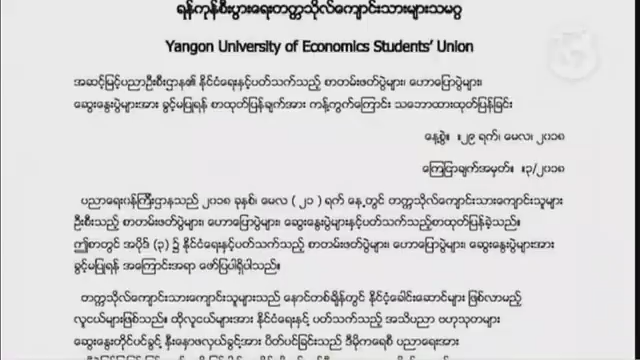 ရန်ကုန်စီးပွားရေးတက္ကသိုလ်ကျောင်းသားများသမဂ္ဂ
Yangon University of Economics Students' Union
အဆင့်မြင့်ပညာဦးစီးဌာန၏ နိုင်ငံရေးနှင့်ပတ်သက်သည့် စာတမ်းဖတ်ပွဲများ၊ ဟောပြောပွဲများ၊
ဆွေးနွေးပွဲများအား ခွင့်မပြုရန် စာထုတ်ပြန်ချက်အား ကန့်ကွက်ကြောင်း သဘောထားထုတ်ပြန်ခြင်း
နေ့စွဲ။ ။၂၉ ရက်၊ မေလ၊ ၂၀၁၈
ကြေငြာချက်အမှတ်။ ။၃/၂၀၁၈
ပညာရေးဝန်ကြီးဌာနသည် ၂၀၁၈ ခုနှစ်၊ မေလ ( ၂၁ ) ရက် နေ့တွင် တက္ကသိုလ်ကျောင်းသားကျောင်းသူများ
ဦးစီးသည့် စာတမ်းဖတ်ပွဲများ၊ ဟောပြောပွဲများ၊ ဆွေးနွေးပွဲများနှင့်ပတ်သက်သည့်စာထုတ်ပြန်ခဲ့သည်။
ဤစာတွင် အပိုဒ် (၃) ၌ နိုင်ငံရေးနှင့်ပတ်သက်သည့် စာတမ်းဖတ်ပွဲများ၊ ဟောပြောပွဲများ၊ ဆွေးနွေးပွဲများအား
ခွင့်မပြုရန် အကြောင်းအရာ ဖော်ပြပါရှိပါသည်။
တက္ကသိုလ်ကျောင်းသားကျောင်းသူများသည် နောင်တစ်ချိန်တွင် နိုင်ငံ့ခေါင်းဆောင်များ ဖြစ်လာမည့်
လူငယ်များဖြစ်သည်။ ထိုလူငယ်များအား နိုင်ငံရေးနှင့် ပတ်သက်သည့် အသိပညာ ဗဟုသုတများ
ဆွေးနွေးတိုင်ပင်ခွင့် နှီးနှောဖလှယ်ခွင့်အား ပိတ်ပင်ခြင်းသည် ဒီမိုကရေစီ ပညာရေးအား